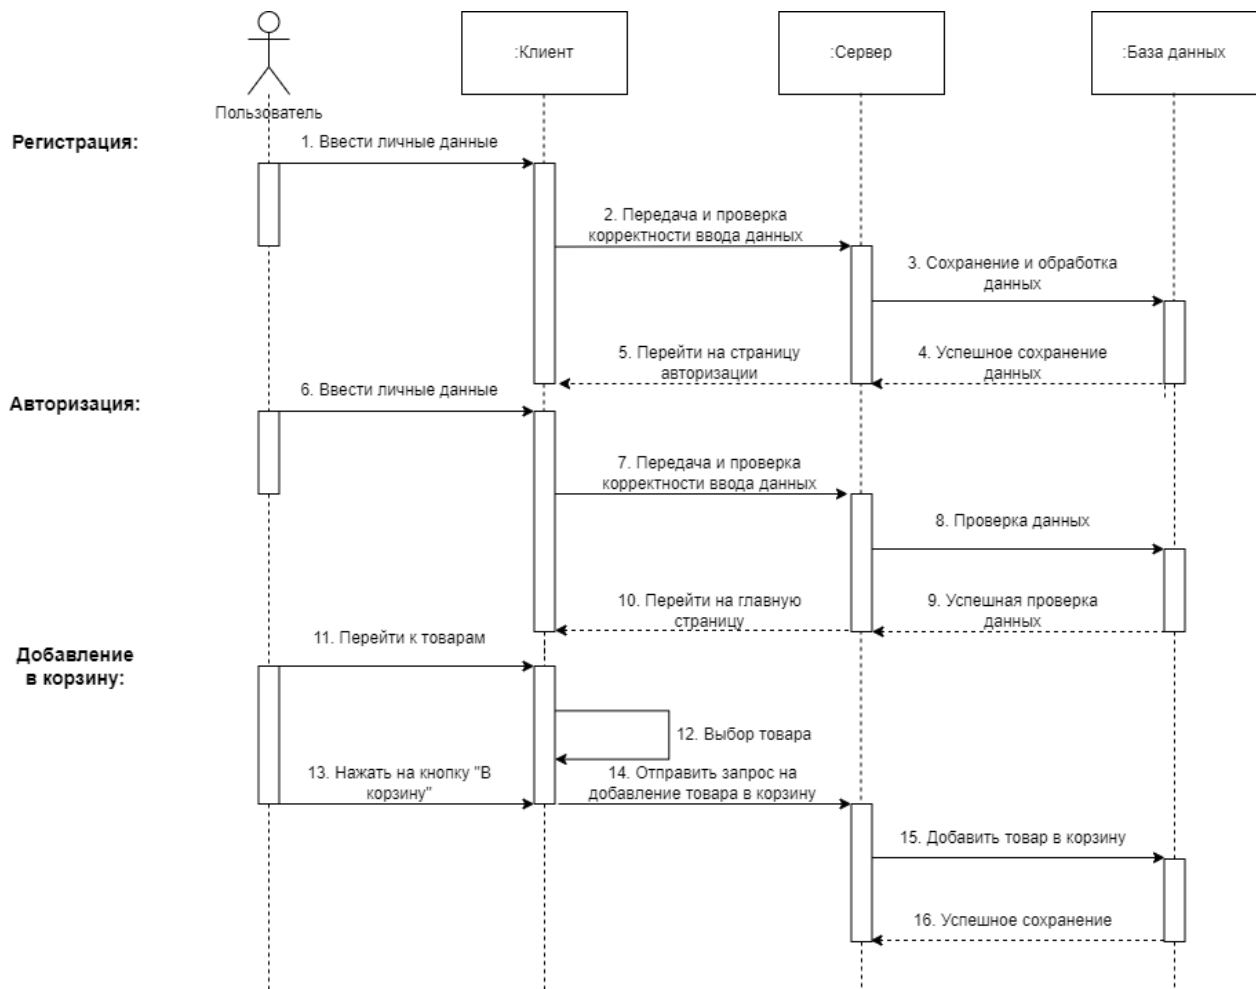 :Клиент
:Сервер
:База данных
Пользователь
Регистрация:
1. Ввести личные данные
2. Передача и проверка
корректности ввода данных
3. Сохранение и обработка
данных
4. Успешное сохранение
данных
5. Перейти на страницу
авторизации
Авторизация:
6. Ввести личные данные
7. Передача и проверка
корректности ввода данных
8. Проверка данных
9. Успешная проверка
данных
10. Перейти на главную
страницу
Добавление
в корзину:
11. Перейти к товарам
12. Выбор товара
13. Нажать на кнопку "В
корзину"
14. Отправить запрос на
добавление товара в корзину
15. Добавить товар в корзину
16. Успешное сохранение